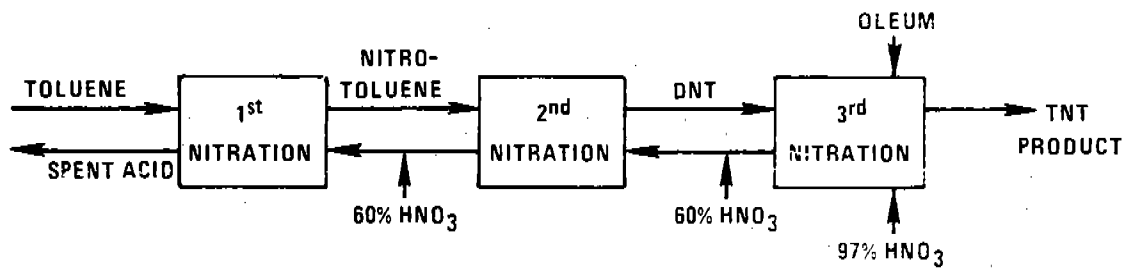 OLEUM
NITRO-
TOLUENE
TOLUENE
DNT
1st
2nd
3rd
TNT
PRODUCT
NITRATION
NITRATION
NITRATION
SPENT ACID
60% HNO3
60% HNO3
97% HNO3